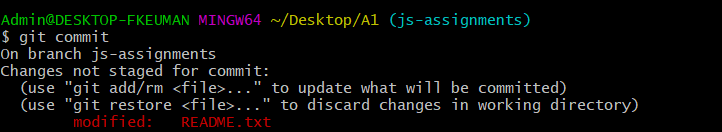 Admin@DESKTOP-FKEUMAN MINGW64 ~/Desktop/A1 (js-assignments)
$ git commit
On branch js-assignments
Changes not staged for commit:
  (use "git add/rm <file>..." to update what will be committed)
  (use "git restore <file>..." to discard changes in working directory)
        modified:   README.txt